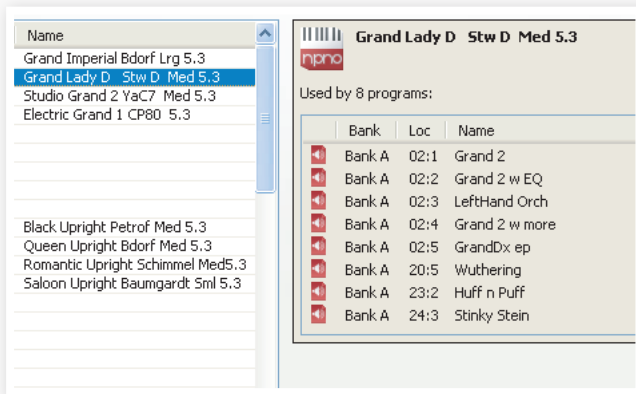 Name
Grand Imperial Bdorf Lrg 5.3
Grand Lady D Stw D Med 5.3
Studio Grand 2 YaC7 Med 5.3
Electric Grand 1 CP80 5.3
Black Upright Petrof Med 5.3
Queen Upright Bdorf Med 5.3
Romantic Upright Schimmel Med5.3
Saloon Upright Baumgardt Sml 5.3
npno
Grand Lady D Stw D Med 5.3
Used by 8 programs:
Bank Loc Name
Bank A 02:1 Grand 2
Bank A 02:2 Grand 2 w EQ
Bank A 02:3 LeftHand Orch
Bank A 02:4 Grand 2 w more
Bank A 02:5 GrandDx ep
Bank A 20:5 Wuthering
Bank A 23:2 Huff n Puff
Bank A 24:3 Stinky Stein